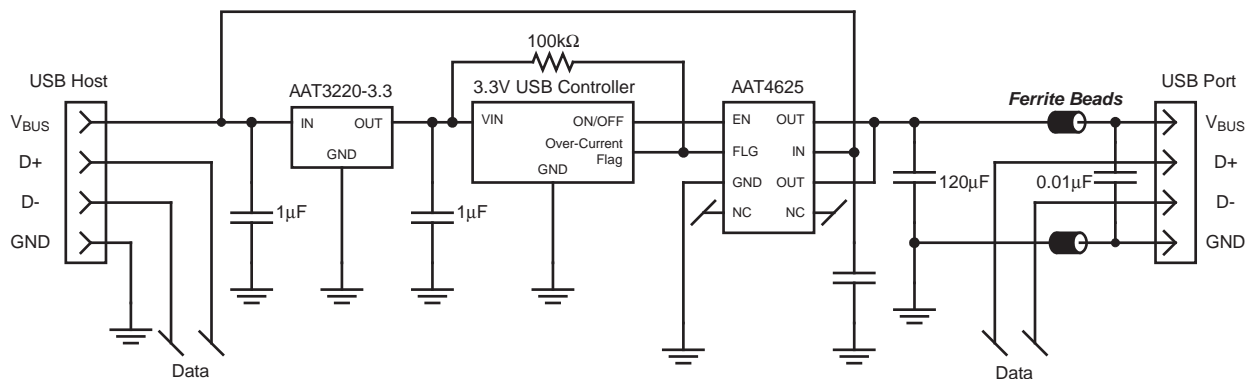 100kΩ
USB Host
AAT3220-3.3
3.3V USB Controller
AAT4625
Ferrite Beads
USB Port
VBUS
IN
OUT
GND
VIN
ON/OFF
Over-Current
Flag
GND
EN
OUT
FLG
IN
GND
OUT
NC
NC
VBUS
D+
D-
GND
D+
D-
GND
1μF
1μF
120μF
0.01μF
Data
Data